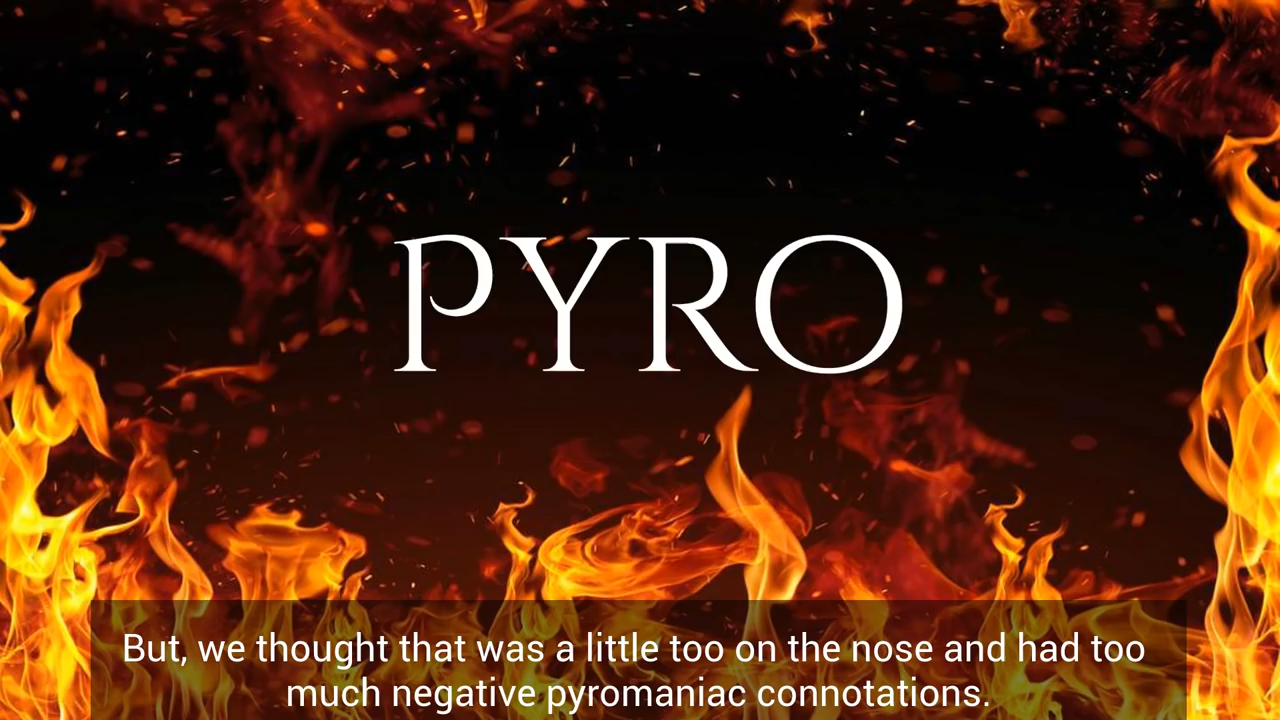 PYRO
But, we thought that was a little too on the nose and had too
much negative pyromaniac connotations.